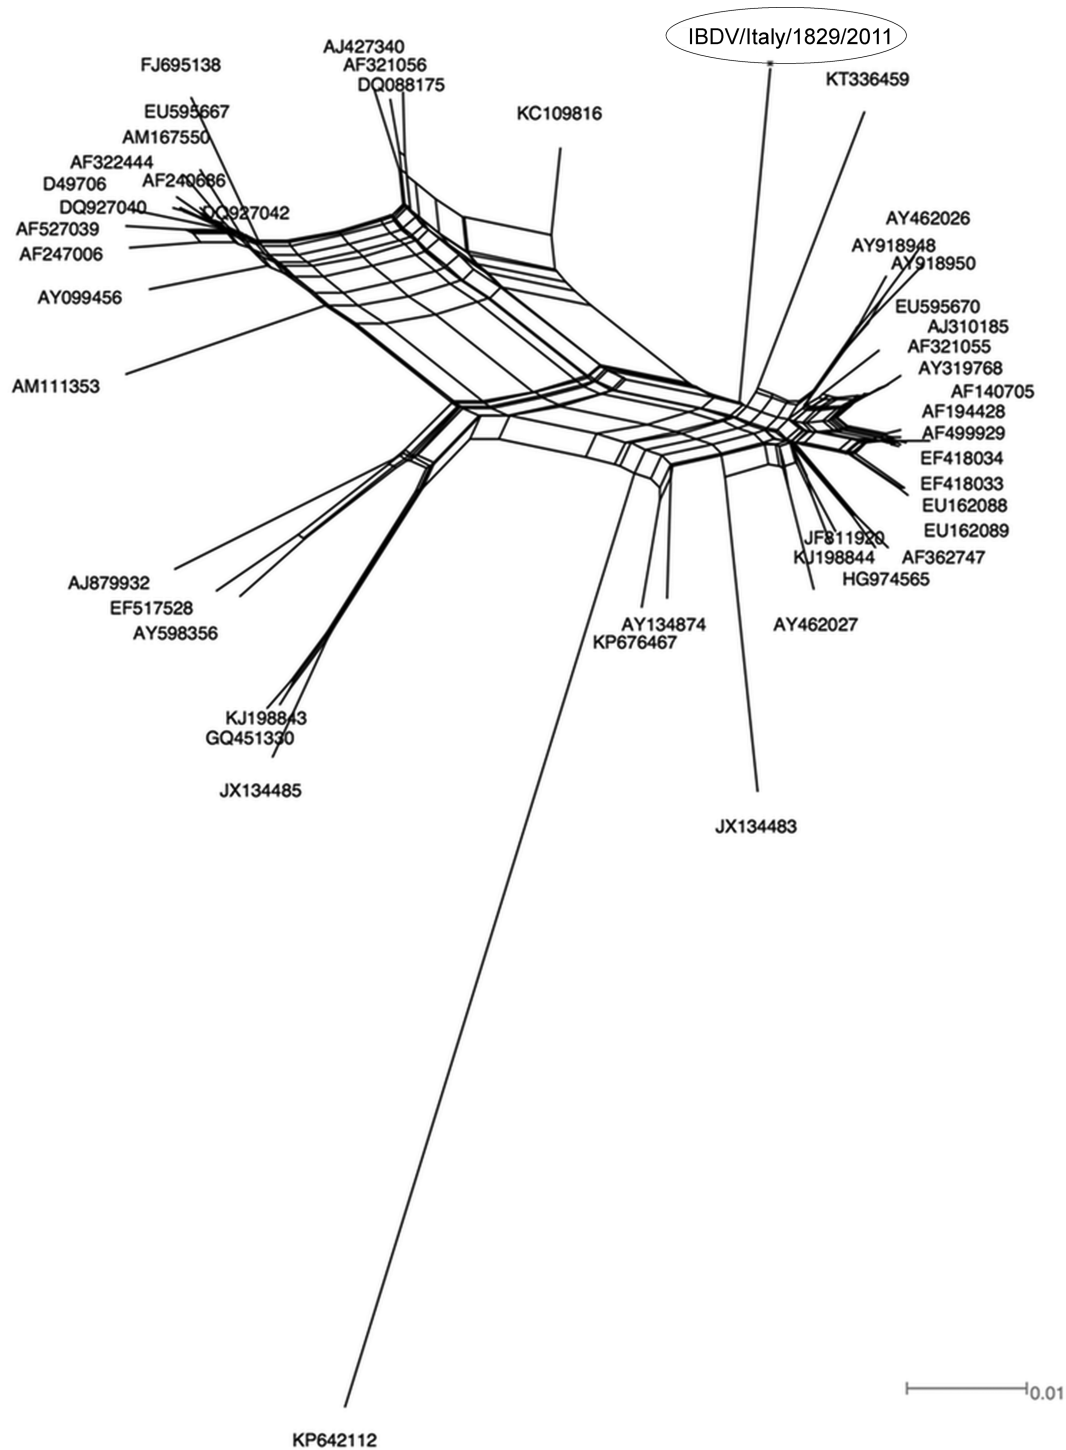 IBDV/Italy/1829/2011
AJ427340
AF321056
DQ088175
FJ695138
KT336459
EU595667
KC109816
AM167550
AF322444
D49706
AF240686
DQ927040
DQ927042
AF527039
AF247006
AY099456
AM111353
AY462026
AY918948
AY918950
EU595670
AJ310185
AF321055
AY319768
AF140705
AF194428
AF499929
EF418034
EF418033
EU162088
EU162089
JF811920
KJ198844
AF362747
HG974565
AJ879932
EF517528
AY598356
AY134874
KP676467
AY462027
KJ198843
GQ451330
JX134485
JX134483
0.01
KP642112